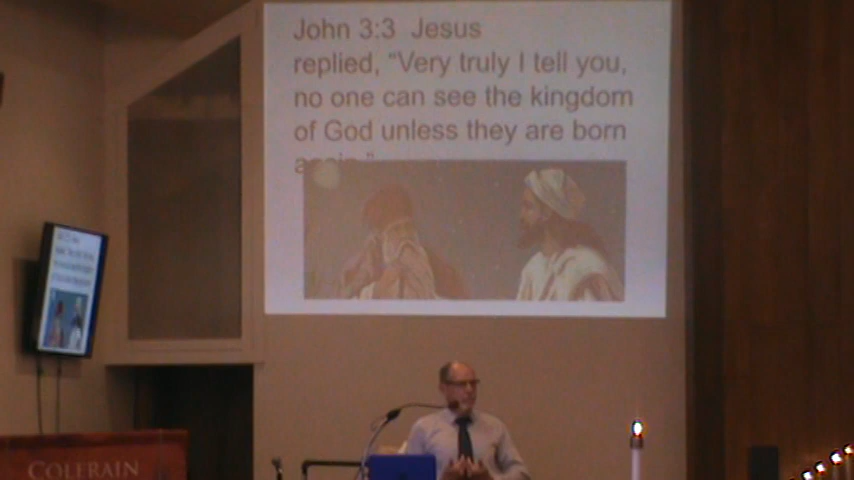 John 3:3 Jesus
replied, “Very truly I tell you,
no one can see the kingdom
of God unless they are born
again.”
COLERAIN